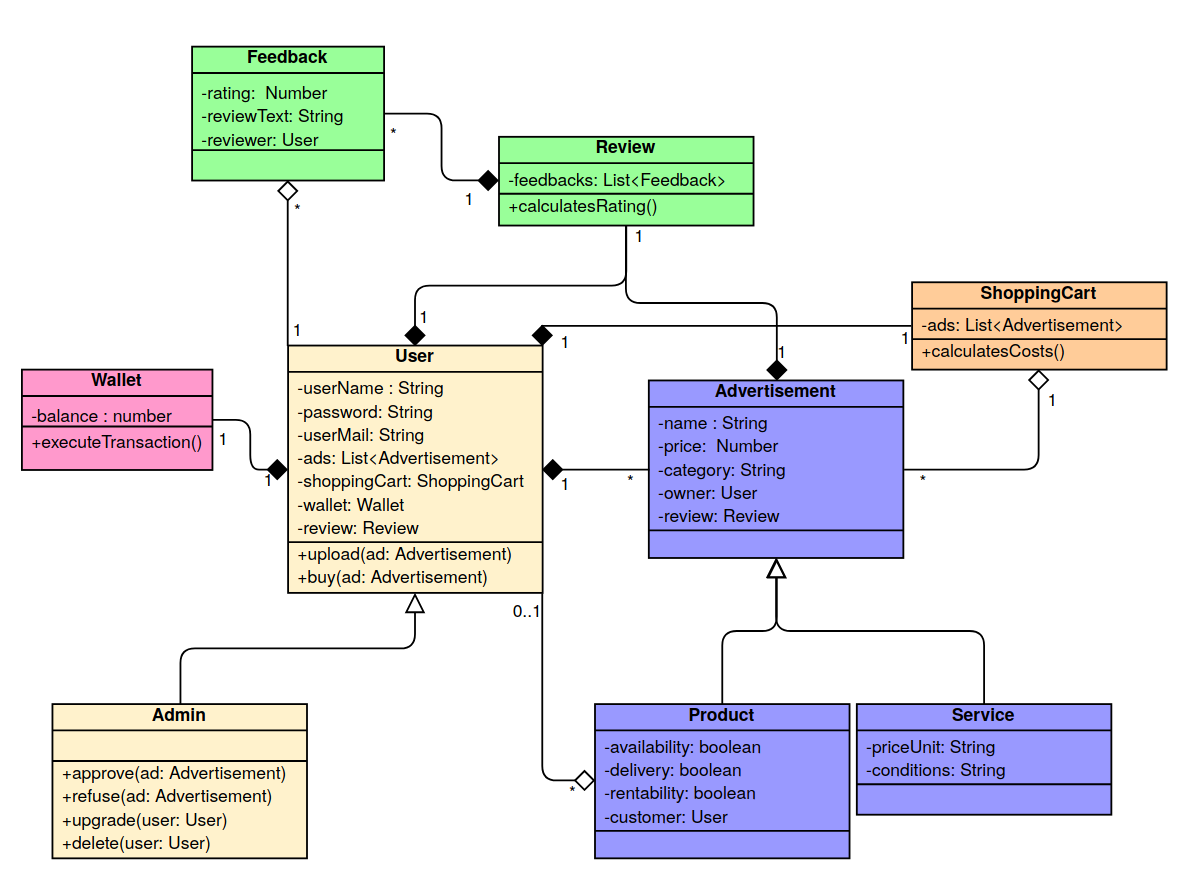 Feedback
-rating:  Number
-reviewText: String
-reviewer: User
*
1
*
1
Review
-feedbacks: List<Feedback>
+calculatesRating()
1
1
1
ShoppingCart
-ads: List<Advertisement>
+calculatesCosts()
1
1
1
*
Wallet
-balance : number
+executeTransaction()
1
1
User
-userName : String
-password: String
-userMail: String
-ads: List<Advertisement>
-shoppingCart: ShoppingCart
-wallet: Wallet
-review: Review
+upload(ad: Advertisement)
+buy(ad: Advertisement)
1
*
0..1
*
Advertisement
-name : String
-price:  Number
-category: String
-owner: User
-review: Review
Admin
+approve(ad: Advertisement)
+refuse(ad: Advertisement)
+upgrade(user: User)
+delete(user: User)
Product
-availability: boolean
-delivery: boolean
-rentability: boolean
-customer: User
Service
-priceUnit: String
-conditions: String